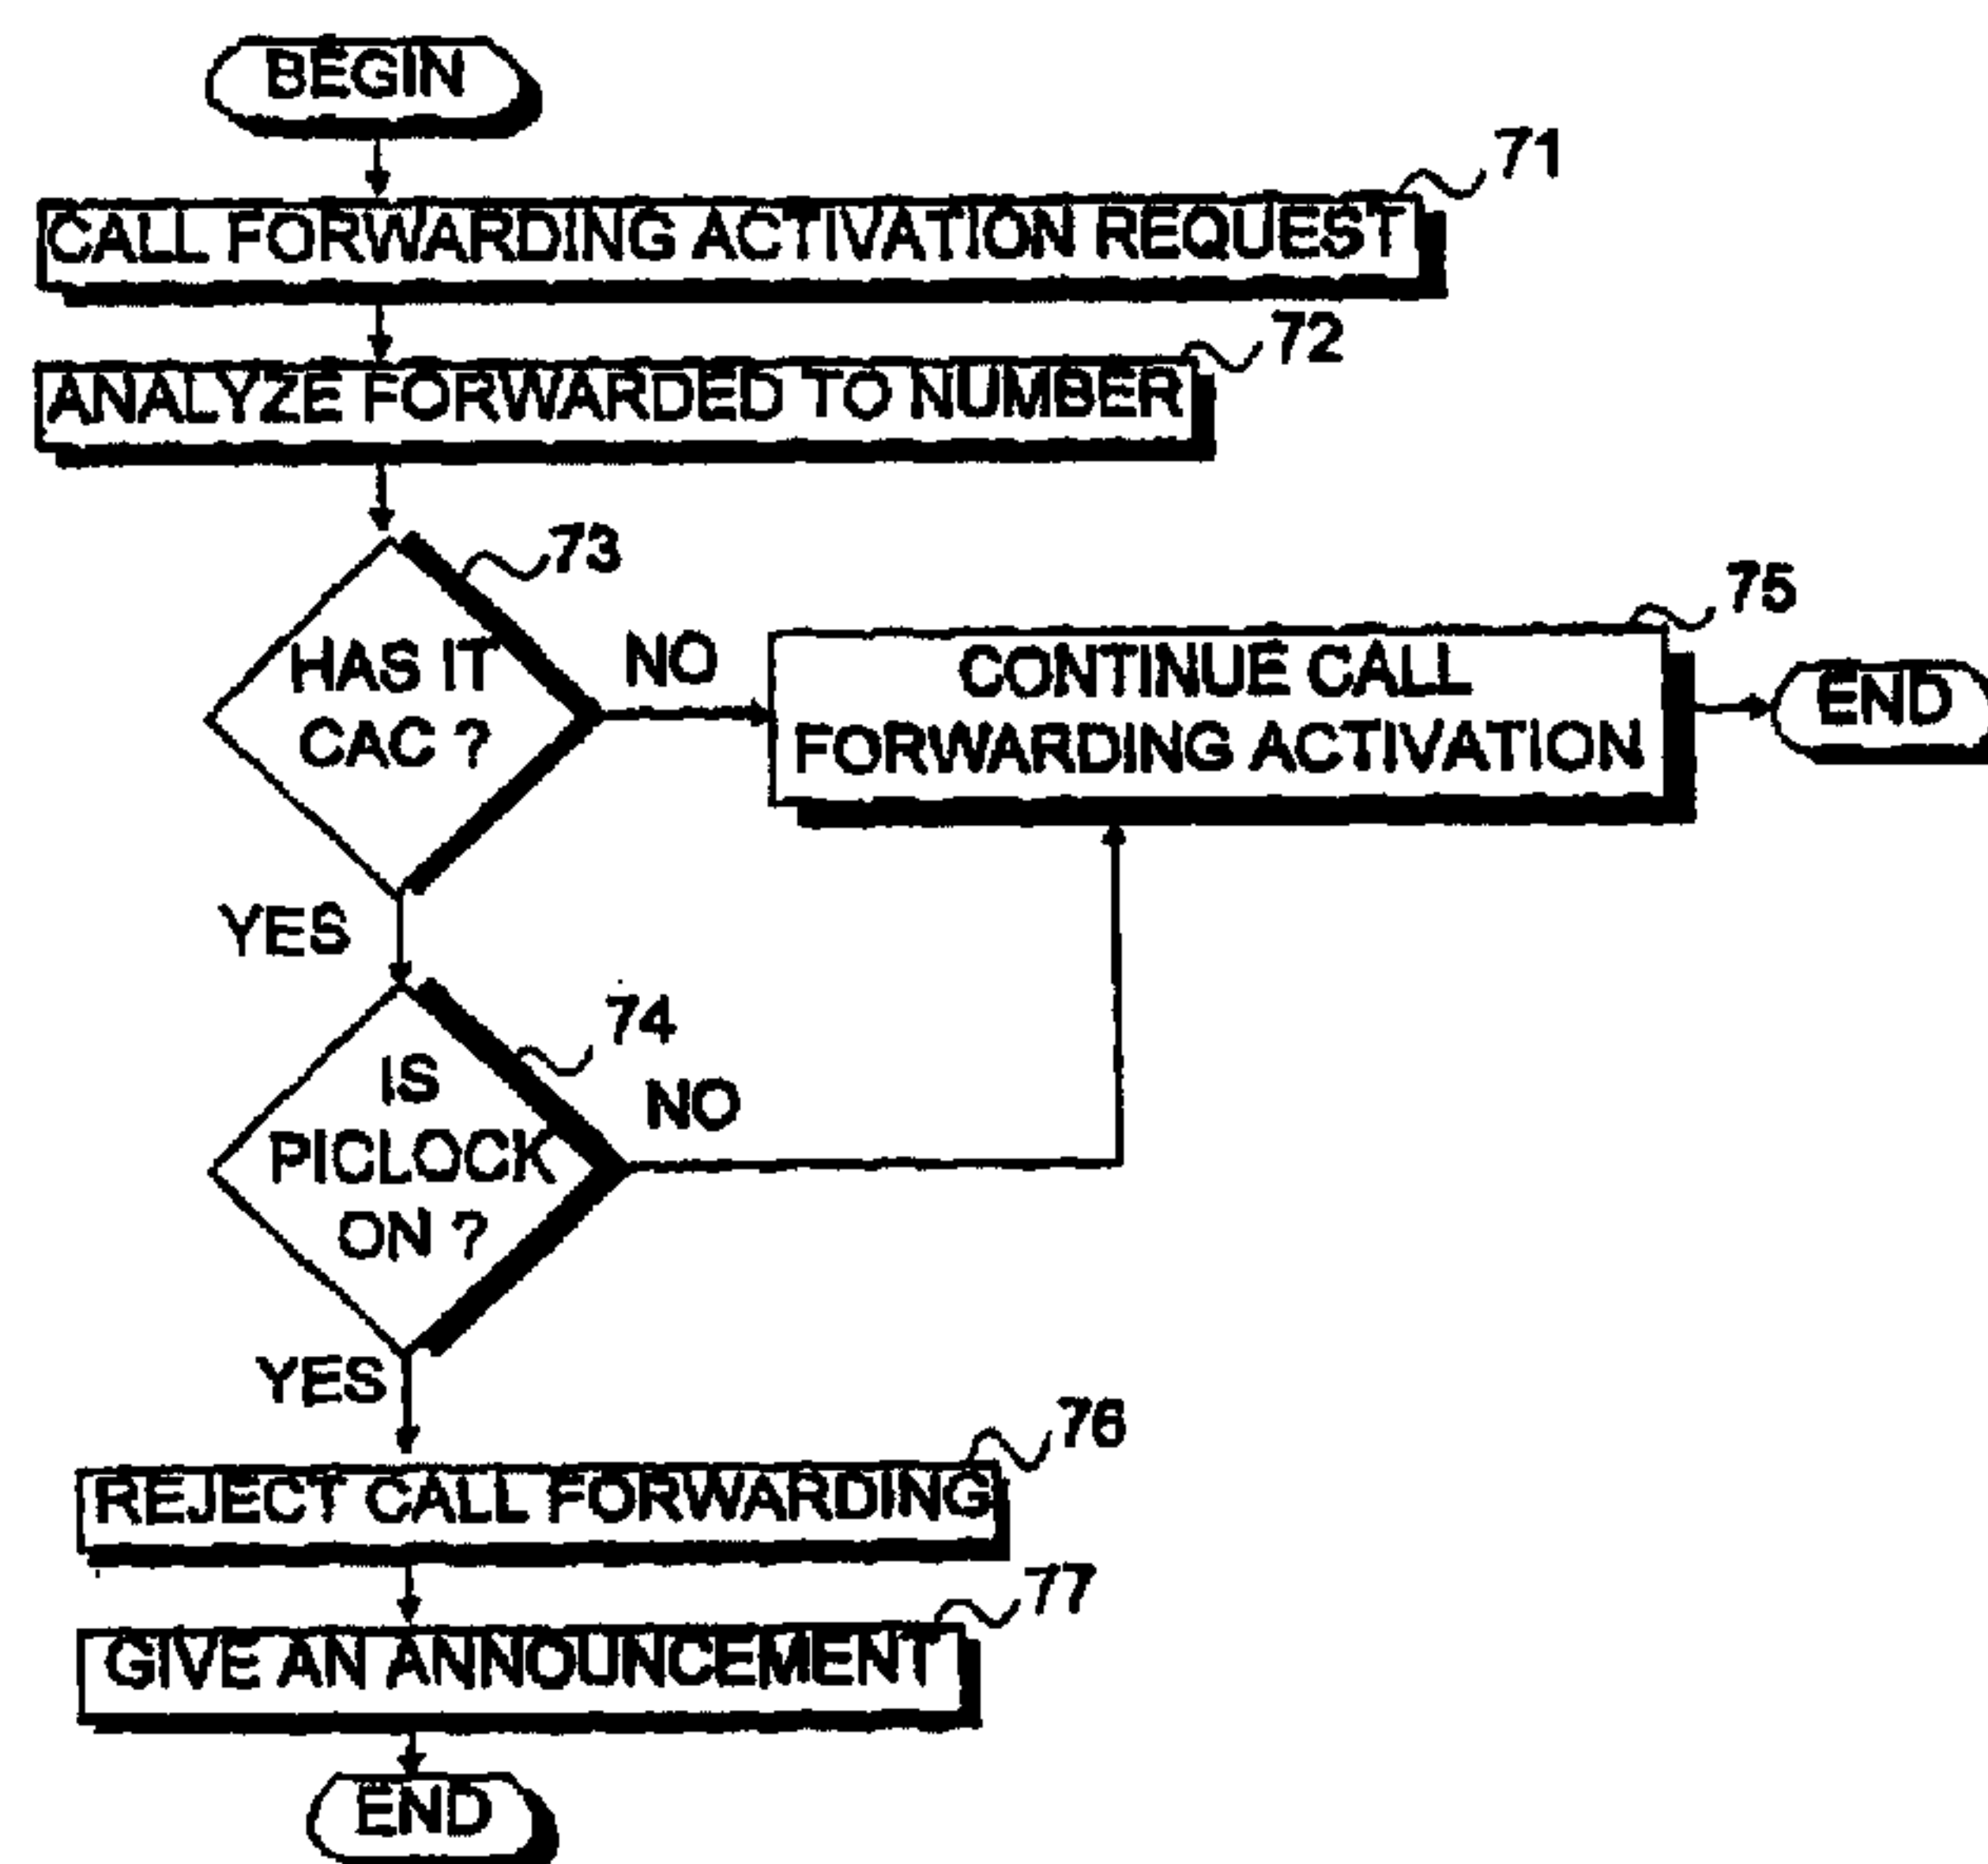 BEGIN
71
CALL FORWARDING ACTIVATION REQUEST
72
ANALYZE FORWARDED TO NUMBER
73
HAS IT
CAC ?
NO
75
CONTINUE CALL
FORWARDING ACTIVATION
END
YES
74
IS
PICLOCK
ON ?
NO
YES
76
REJECT CALL FORWARDING
77
GIVE AN ANNOUNCEMENT
END